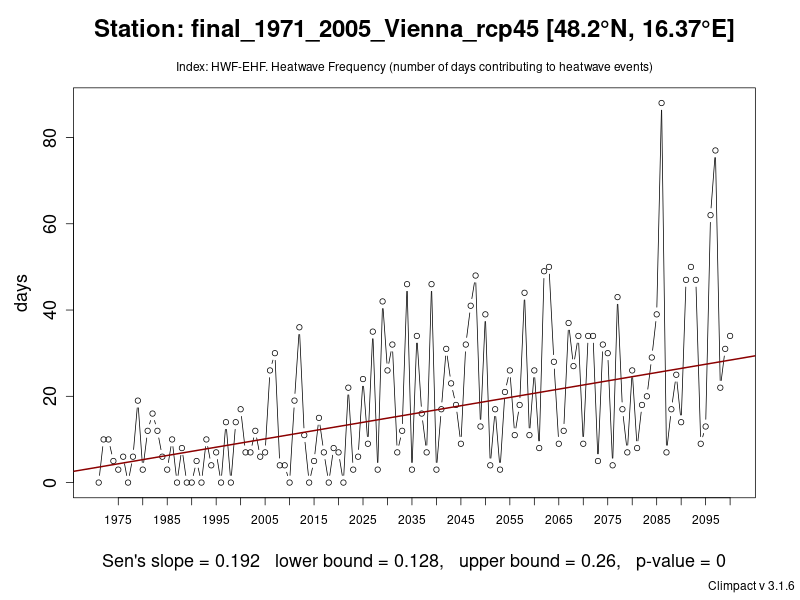 Station: final_1971_2005_Vienna_rcp45 [48.2°N, 16.37°E]
Index: HWF-EHF. Heatwave Frequency (number of days contributing to heatwave events)
days
80
60
40
20
0
1975 1985 1995 2005 2015 2025 2035 2045 2055 2065 2075 2085 2095
Sen's slope = 0.192 lower bound = 0.128, upper bound = 0.26, p-value = 0
Climpact v 3.1.6